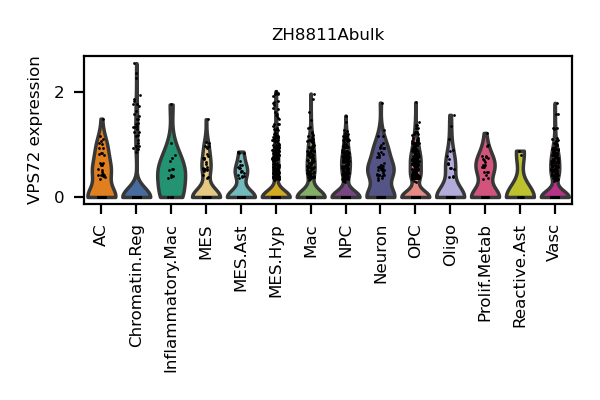 ZH8811Abulk
VPS72 expression
2
0
AC
Chromatin.Reg
Inflammatory.Mac
MES
MES.Ast
MES.Hyp
Mac
NPC
Neuron
OPC
Oligo
Prolif.Metab
Reactive.Ast
Vasc